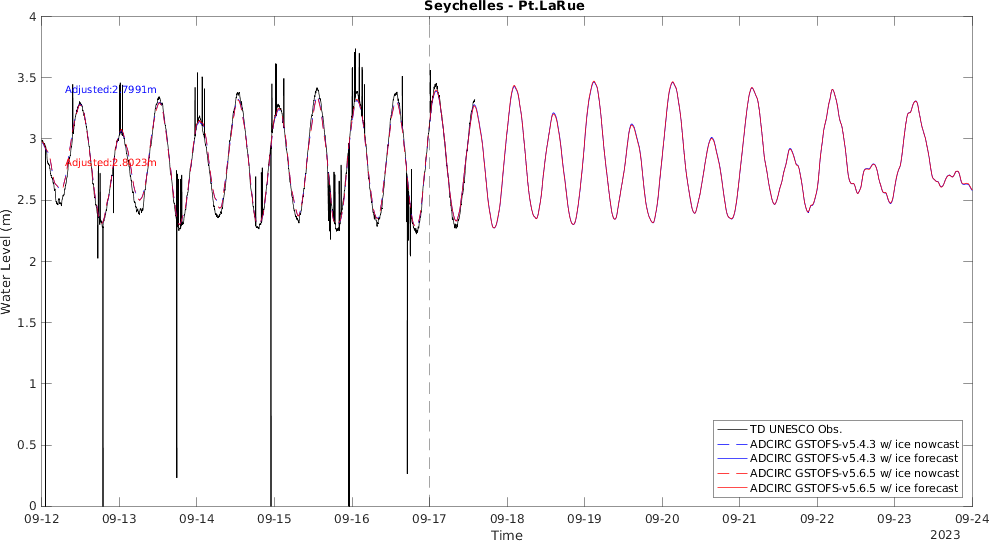 Seychelles - Pt.LaRue
4
3.5
3
2.5
2
1.5
1
0.5
0
Water Level (m)
Adjusted:2.7991m
Adjusted:2.8023m
TD UNESCO Obs.
ADCIRC GSTOFS-v5.4.3 w/ ice nowcast
ADCIRC GSTOFS-v5.4.3 w/ ice forecast
ADCIRC GSTOFS-v5.6.5 w/ ice nowcast
ADCIRC GSTOFS-v5.6.5 w/ ice forecast
09-12 09-13 09-14 09-15 09-16 09-17 09-18 09-19 09-20 09-21 09-22 09-23 09-24
Time
2023